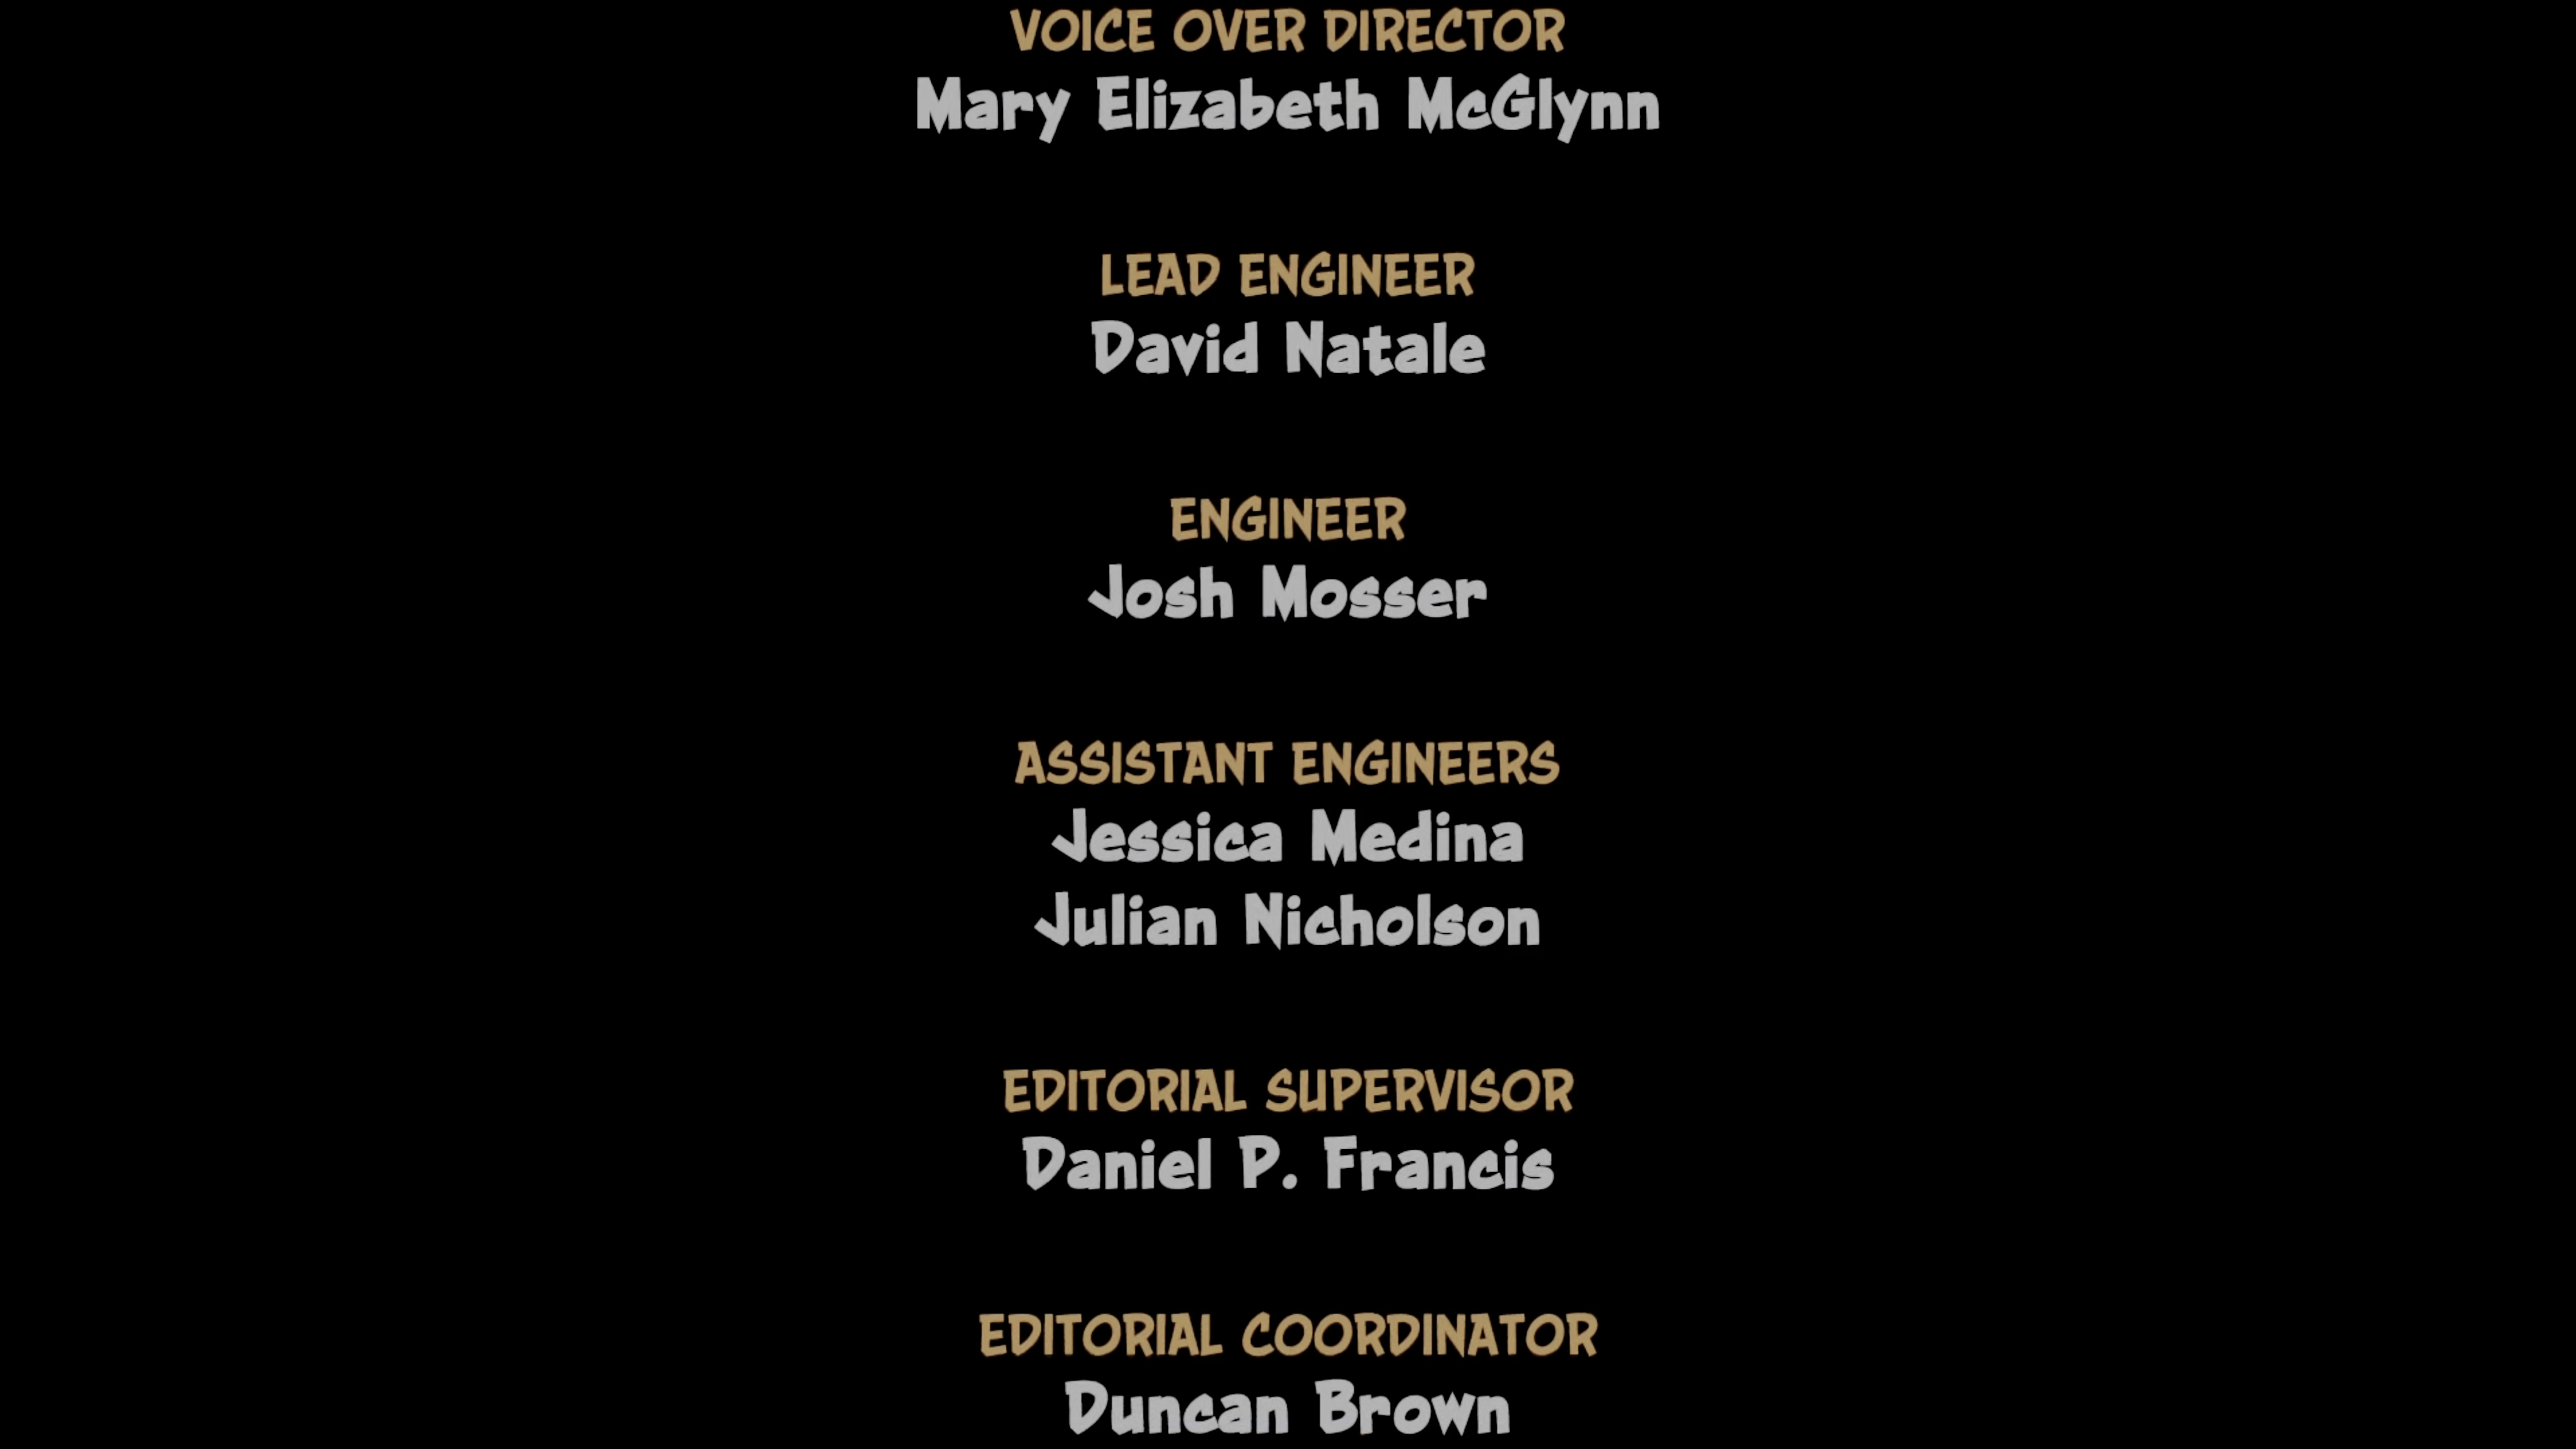 VOICE OVER DIRECTOR
Mary Elizabeth McGlynn
LEAD ENGINEER
David Natale
ENGINEER
Josh Mosser
ASSISTANT ENGINEERS
Jessica Medina
Julian Nicholson
EDITORIAL SUPERVISOR
Daniel P. Francis
EDITORIAL COORDINATOR
Duncan Brown